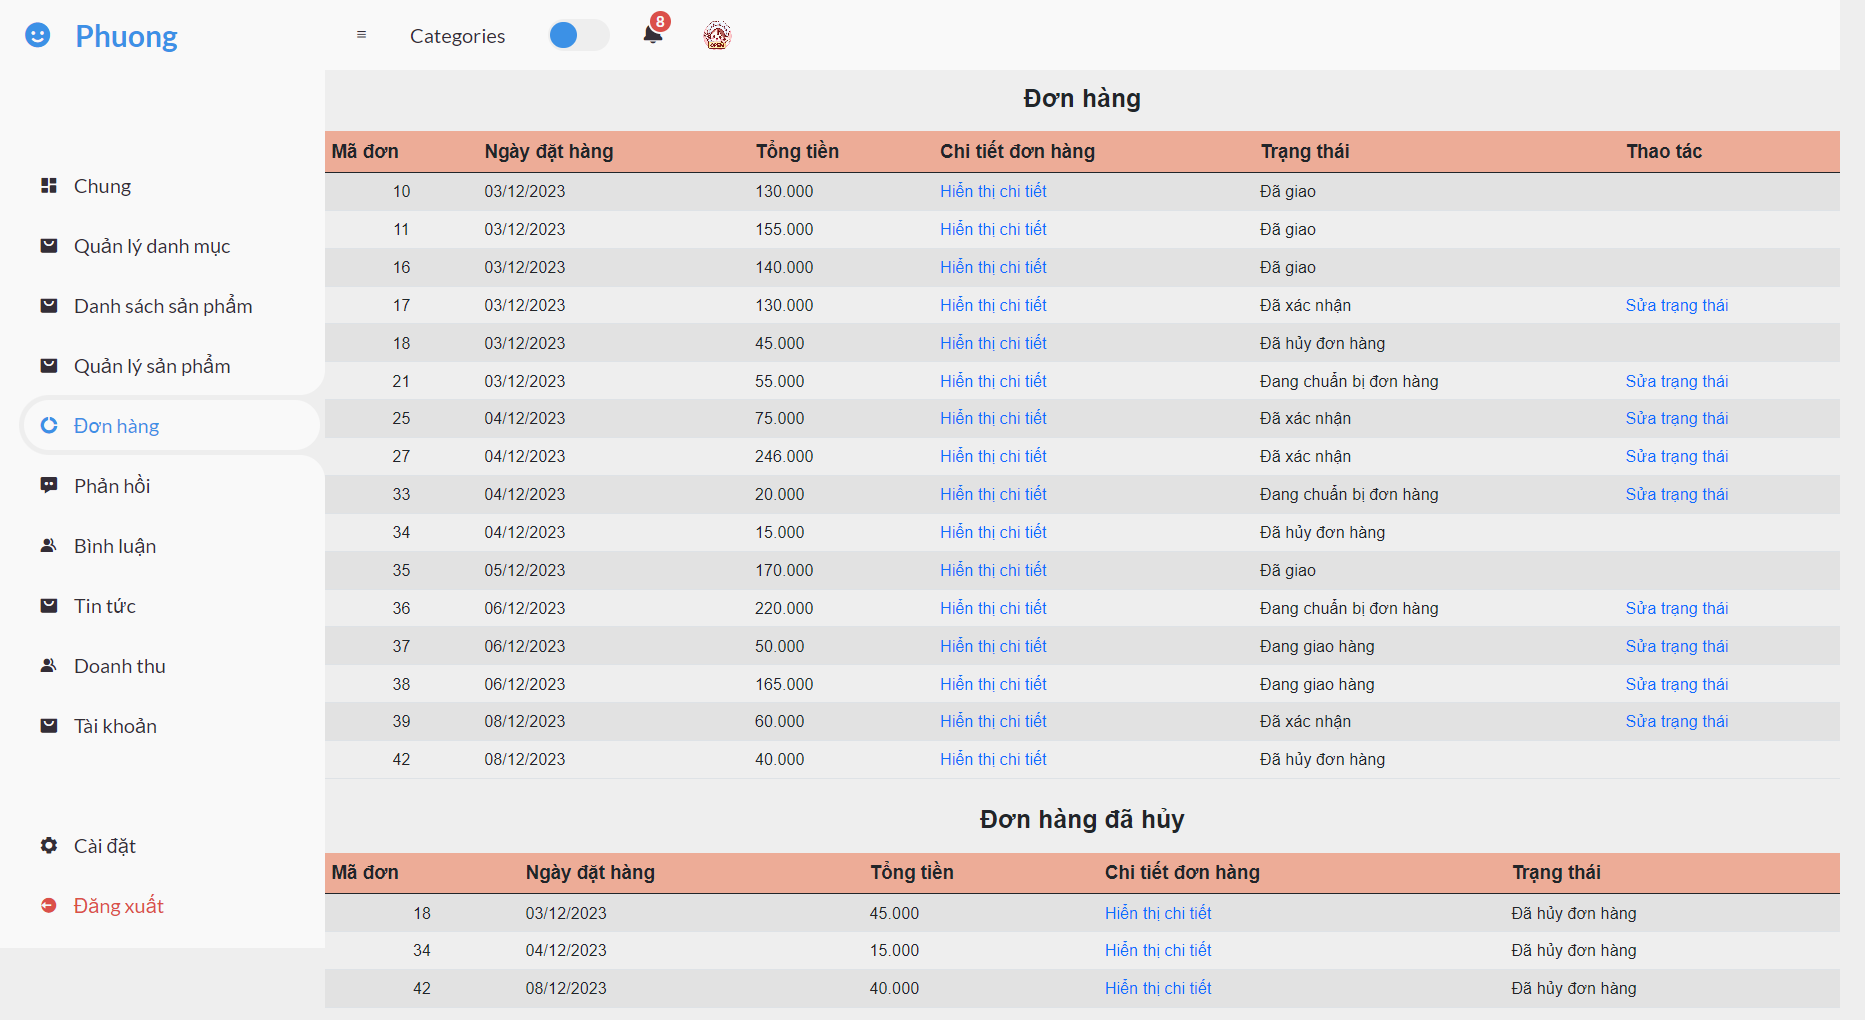 Phuong
Categories
8
OPEN
Chung
Quản lý danh mục
Danh sách sản phẩm
Quản lý sản phẩm
Đơn hàng
Phản hồi
Bình luận
Tin tức
Doanh thu
Tài khoản
Cài đặt
Đăng xuất
Đơn hàng
Mã đơn Ngày đặt hàng Tổng tiền Chi tiết đơn hàng Trạng thái Thao tác
10 03/12/2023 130.000 Hiển thị chi tiết Đã giao
11 03/12/2023 155.000 Hiển thị chi tiết Đã giao
16 03/12/2023 140.000 Hiển thị chi tiết Đã giao
17 03/12/2023 130.000 Hiển thị chi tiết Đã xác nhận Sửa trạng thái
18 03/12/2023 45.000 Hiển thị chi tiết Đã hủy đơn hàng
21 03/12/2023 55.000 Hiển thị chi tiết Đang chuẩn bị đơn hàng Sửa trạng thái
25 04/12/2023 75.000 Hiển thị chi tiết Đã xác nhận Sửa trạng thái
27 04/12/2023 246.000 Hiển thị chi tiết Đã xác nhận Sửa trạng thái
33 04/12/2023 20.000 Hiển thị chi tiết Đang chuẩn bị đơn hàng Sửa trạng thái
34 04/12/2023 15.000 Hiển thị chi tiết Đã hủy đơn hàng
35 05/12/2023 170.000 Hiển thị chi tiết Đã giao
36 06/12/2023 220.000 Hiển thị chi tiết Đang chuẩn bị đơn hàng Sửa trạng thái
37 06/12/2023 50.000 Hiển thị chi tiết Đang giao hàng Sửa trạng thái
38 06/12/2023 165.000 Hiển thị chi tiết Đang giao hàng Sửa trạng thái
39 08/12/2023 60.000 Hiển thị chi tiết Đã xác nhận Sửa trạng thái
42 08/12/2023 40.000 Hiển thị chi tiết Đã hủy đơn hàng
Đơn hàng đã hủy
Mã đơn Ngày đặt hàng Tổng tiền Chi tiết đơn hàng Trạng thái
18 03/12/2023 45.000 Hiển thị chi tiết Đã hủy đơn hàng
34 04/12/2023 15.000 Hiển thị chi tiết Đã hủy đơn hàng
42 08/12/2023 40.000 Hiển thị chi tiết Đã hủy đơn hàng